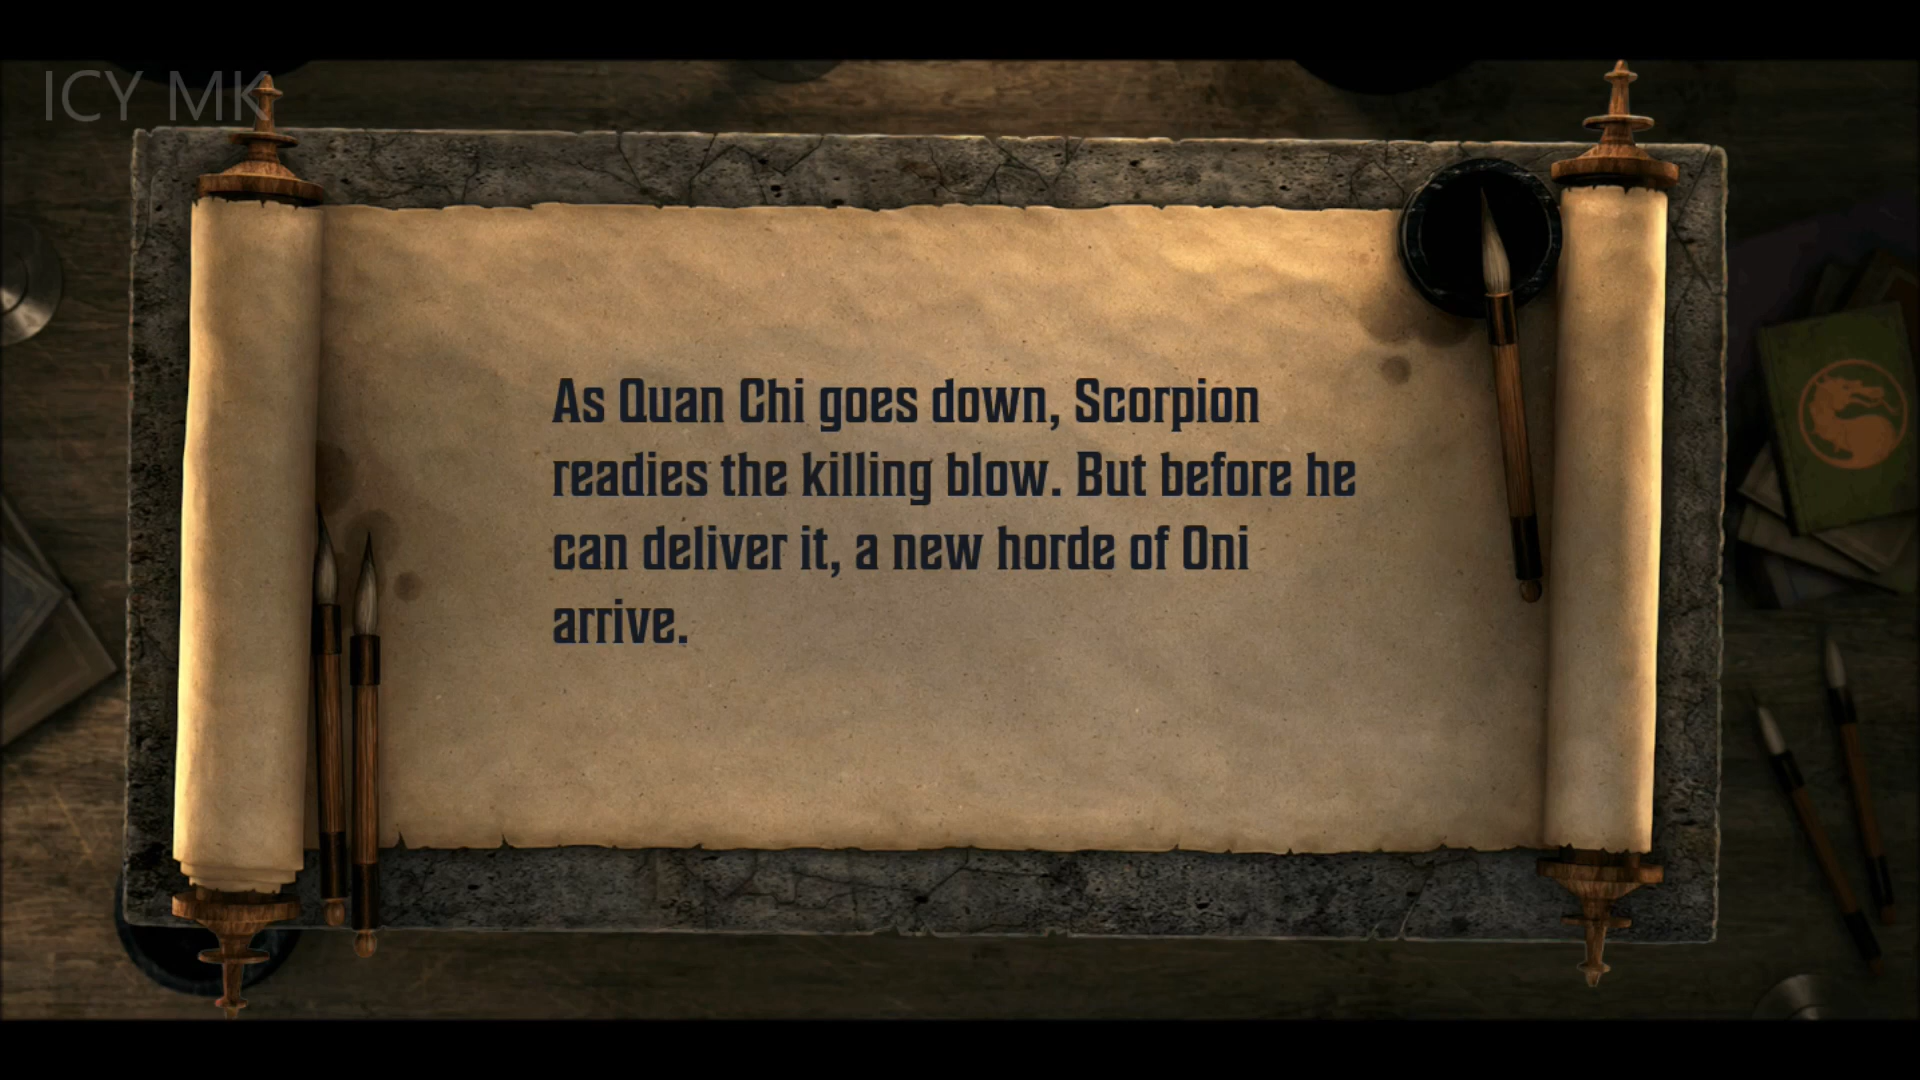 ICY MK
As Quan Chi goes down, Scorpion
readies the killing blow. But before he
can deliver it, a new horde of Oni
arrive.